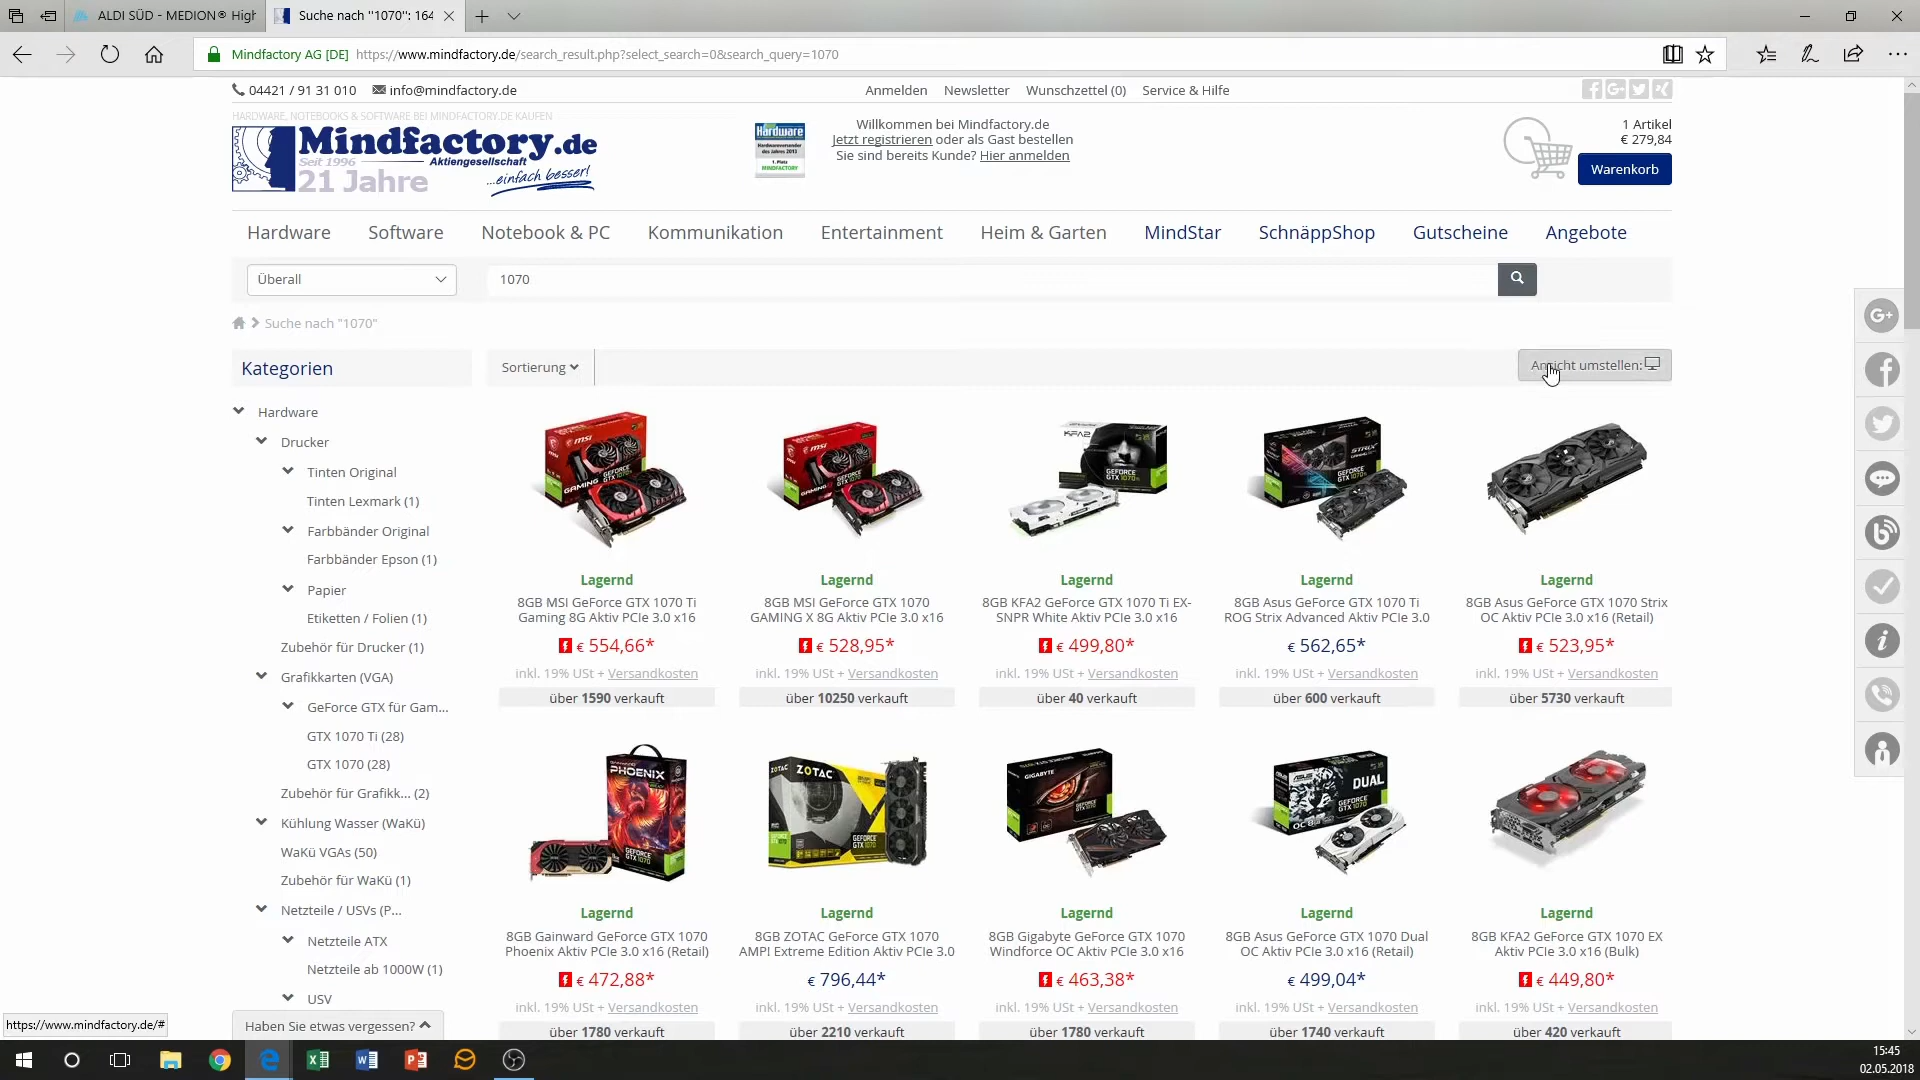 ALDI SÜD - MEDION® High
Suche nach "1070": 164
Mindfactory AG [DE] https://www.mindfactory.de/search_result.php?select_search=0&search_query=1070
04421 / 91 31 010 info@mindfactory.de Anmelden Newsletter Wunschzettel (0) Service & Hilfe
HARDWARE, NOTEBOOKS & SOFTWARE BEI MINDFACTORY.DE KAUFEN
Mindfactory.de
Seit 1996 Aktiengesellschaft
21 Jahre ...einfach besser!
Hardware
1. Platz
MINDFACTORY
Willkommen bei Mindfactory.de
Jetzt registrieren oder als Gast bestellen
Sie sind bereits Kunde? Hier anmelden
1 Artikel
€ 279,84
Warenkorb
Hardware Software Notebook & PC Kommunikation Entertainment Heim & Garten MindStar SchnäppShop Gutscheine Angebote
Überall 1070
Suche nach "1070"
Kategorien
Sortierung Ansicht umstellen:
Hardware
Drucker
Tinten Original
Tinten Lexmark (1)
Farbbänder Original
Farbbänder Epson (1)
Papier
Etiketten / Folien (1)
Zubehör für Drucker (1)
Grafikkarten (VGA)
GeForce GTX für Gam...
GTX 1070 Ti (28)
GTX 1070 (28)
Zubehör für Grafikk... (2)
Kühlung Wasser (WaKü)
WaKü VGAs (50)
Zubehör für WaKü (1)
Netzteile / USVs (P...
Netzteile ATX
Netzteile ab 1000W (1)
USV
Haben Sie etwas vergessen?
Lagernd
8GB MSI GeForce GTX 1070 Ti
Gaming 8G Aktiv PCIe 3.0 x16
€ 554,66*
inkl. 19% USt + Versandkosten
über 1590 verkauft
Lagernd
8GB MSI GeForce GTX 1070
GAMING X 8G Aktiv PCIe 3.0 x16
€ 528,95*
inkl. 19% USt + Versandkosten
über 10250 verkauft
Lagernd
8GB KFA2 GeForce GTX 1070 Ti EX-
SNPR White Aktiv PCIe 3.0 x16
€ 499,80*
inkl. 19% USt + Versandkosten
über 40 verkauft
Lagernd
8GB Asus GeForce GTX 1070 Ti
ROG Strix Advanced Aktiv PCIe 3.0
€ 562,65*
inkl. 19% USt + Versandkosten
über 600 verkauft
Lagernd
8GB Asus GeForce GTX 1070 Strix
OC Aktiv PCIe 3.0 x16 (Retail)
€ 523,95*
inkl. 19% USt + Versandkosten
über 5730 verkauft
Lagernd
8GB Gainward GeForce GTX 1070
Phoenix Aktiv PCIe 3.0 x16 (Retail)
€ 472,88*
inkl. 19% USt + Versandkosten
über 1780 verkauft
Lagernd
8GB ZOTAC GeForce GTX 1070
AMP! Extreme Edition Aktiv PCIe 3.0
€ 796,44*
inkl. 19% USt + Versandkosten
über 2210 verkauft
Lagernd
8GB Gigabyte GeForce GTX 1070
Windforce OC Aktiv PCIe 3.0 x16
€ 463,38*
inkl. 19% USt + Versandkosten
über 1780 verkauft
Lagernd
8GB Asus GeForce GTX 1070 Dual
OC Aktiv PCIe 3.0 x16 (Retail)
€ 499,04*
inkl. 19% USt + Versandkosten
über 1740 verkauft
Lagernd
8GB KFA2 GeForce GTX 1070 EX
Aktiv PCIe 3.0 x16 (Bulk)
€ 449,80*
inkl. 19% USt + Versandkosten
über 420 verkauft
https://www.mindfactory.de/#
15:45
02.05.2018